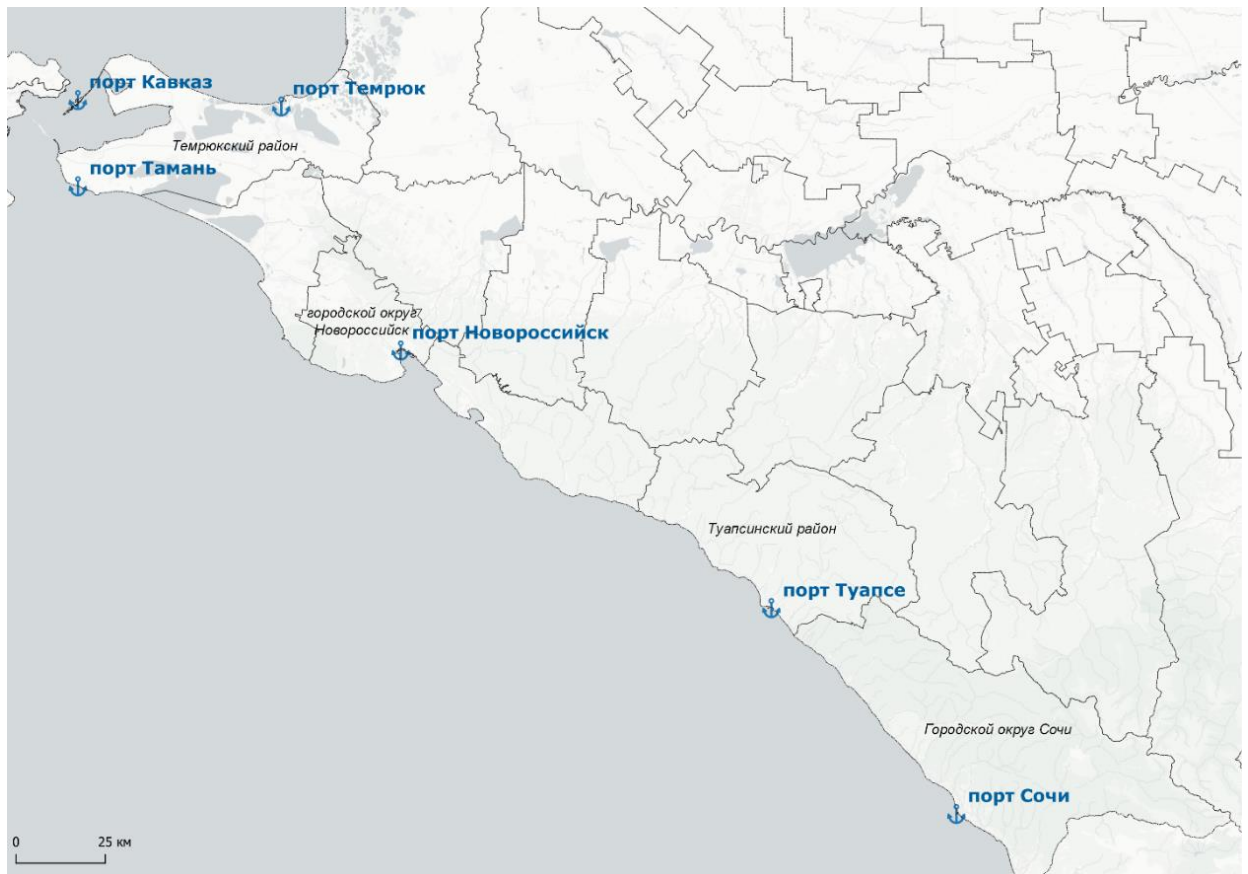 порт Кавказ
порт Темрюк
Темрюкский район
порт Тамань
городской округ
Новороссийск
порт Новороссийск
Туапсинский район
порт Туапсе
Городской округ Сочи
порт Сочи
0 25 км